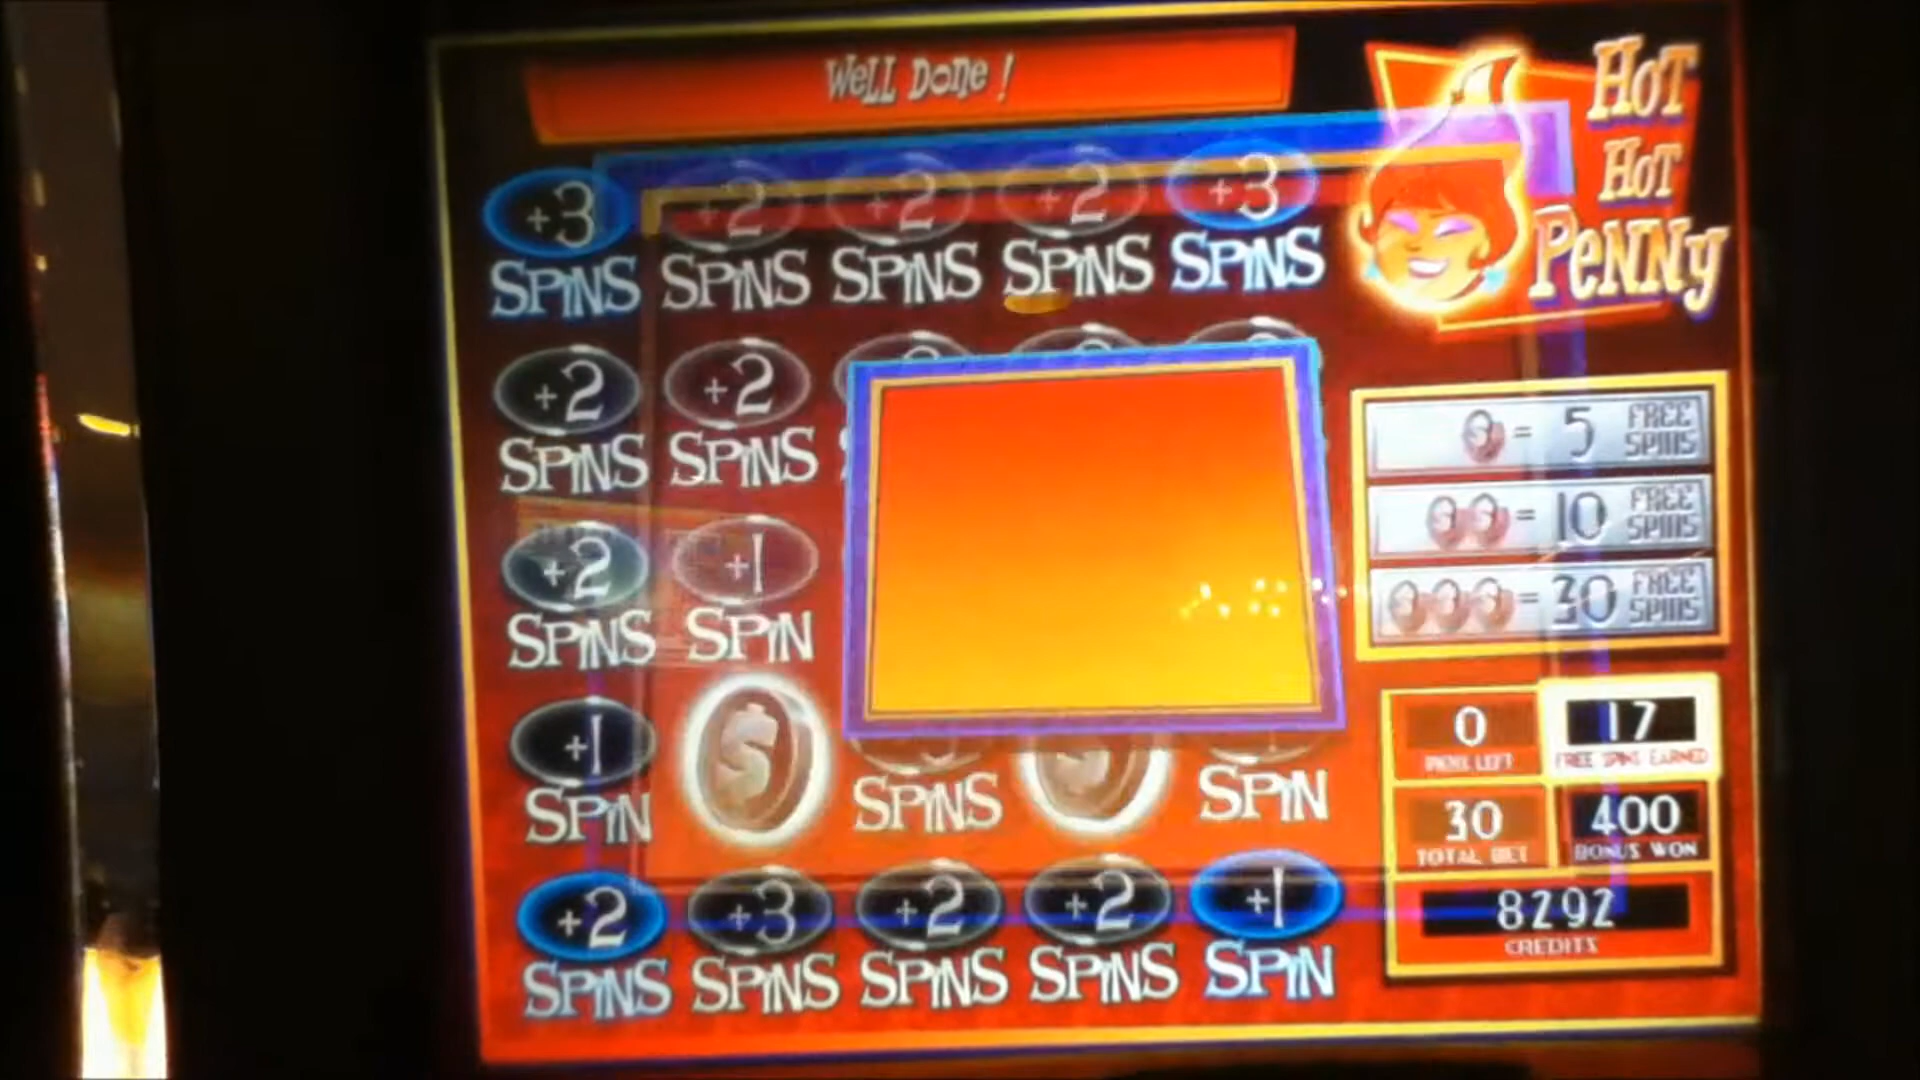 Well Done!
Hot
Hot
Penny
+3 +2 +2 +2 +3
Spins Spins Spins Spins Spins
+2 +2
Spins Spins
= 5 Free Spins
= 10 Free Spins
= 30 Free Spins
+2 +1
Spins Spin
+1
Spin Spins Spin
0 17
Picks Left Free Spins Earned
30 400
Total Bet Bonus Won
8292
Credits
+2 +3 +2 +2 +1
Spins Spins Spins Spins Spin